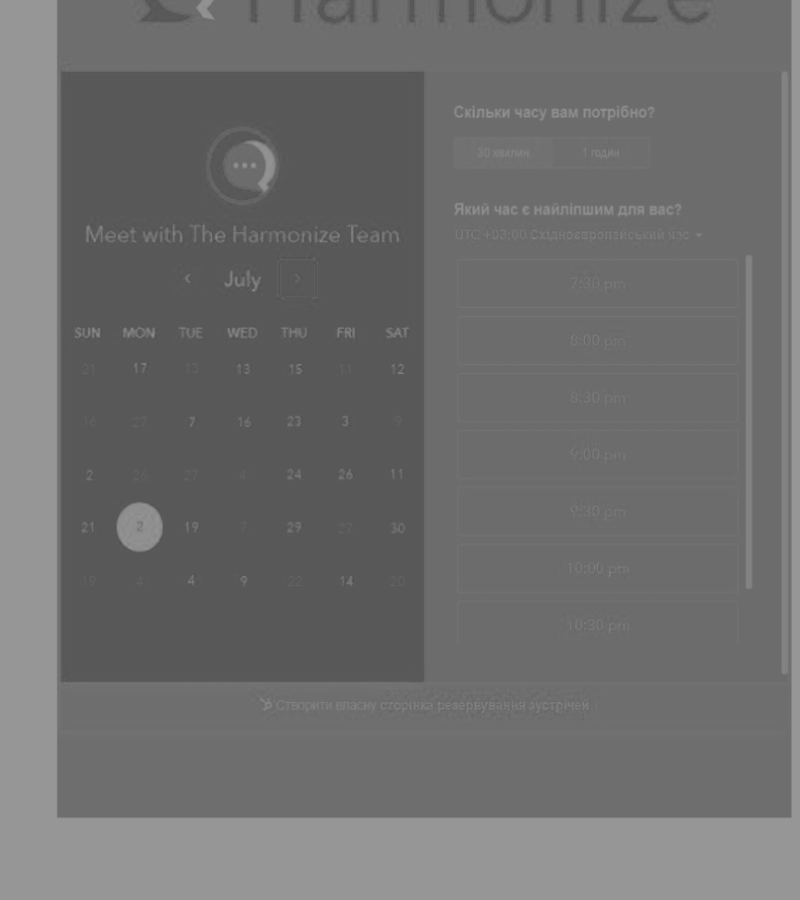 Harmonize
Meet with The Harmonize Team
July
SUN MON TUE WED THU FRI SAT
21 17 13 13 15 11 12
16 29 7 16 23 3 9
2 26 22 4 24 26 11
21 2 19 7 29 27 30
19 4 4 9 22 14 20
Скільки часу вам потрібно?
30 хвилин 1 годин
Який час є найліпшим для вас?
UTC +03:00 Східноєвропейський час
7:30 pm
8:00 pm
8:30 pm
9:00 pm
9:30 pm
10:00 pm
10:30 pm
Створити власну сторінка резервування зустрічей